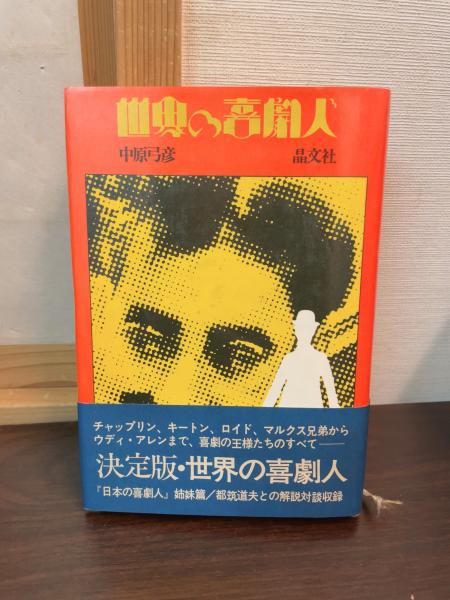 世界の喜劇人
中原弓彦 晶文社
チャップリン、キートン、ロイド、マルクス兄弟から
ウディ・アレンまで、喜劇の王様たちのすべて——
決定版・世界の喜劇人
『日本の喜劇人』姉妹篇/都筑道夫との解説対談収録